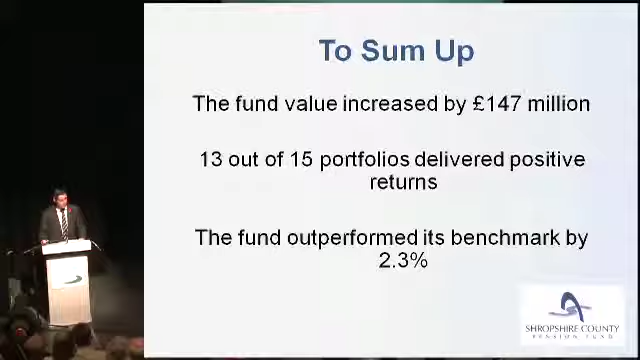 To Sum Up
The fund value increased by £147 million
13 out of 15 portfolios delivered positive
returns
The fund outperformed its benchmark by
2.3%
SHROPSHIRE COUNTY
PENSION FUND